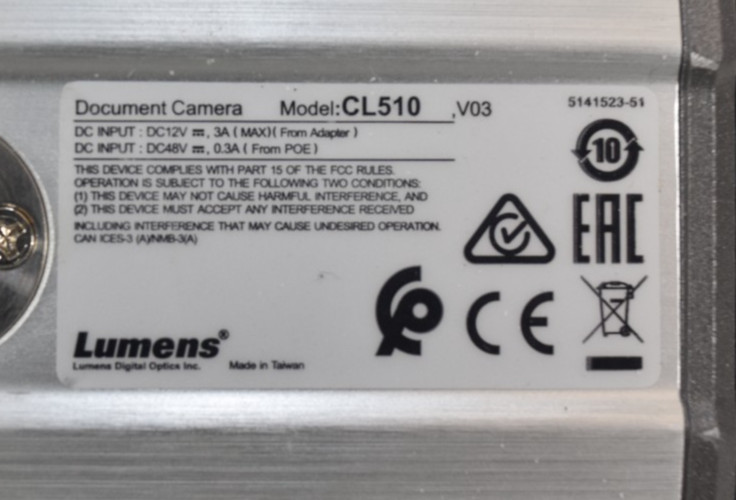 Document Camera Model:CL510 ,V03
5141523-51
DC INPUT : DC12V ⎓, 3A ( MAX)( From Adapter )
DC INPUT : DC48V ⎓, 0.3A ( From POE )
THIS DEVICE COMPLIES WITH PART 15 OF THE FCC RULES.
OPERATION IS SUBJECT TO THE FOLLOWING TWO CONDITIONS:
(1) THIS DEVICE MAY NOT CAUSE HARMFUL INTERFERENCE, AND
(2) THIS DEVICE MUST ACCEPT ANY INTERFERENCE RECEIVED
INCLUDING INTERFERENCE THAT MAY CAUSE UNDESIRED OPERATION.
CAN ICES-3 (A)/NMB-3(A)
10
EAC
CE
Lumens®
Lumens Digital Optics Inc. Made in Taiwan